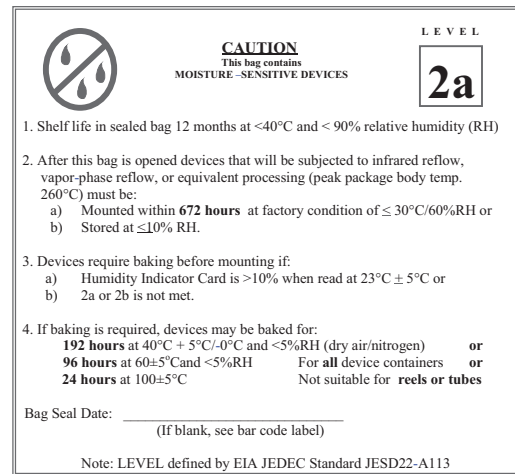 LEVEL
CAUTION
This bag contains
MOISTURE –SENSITIVE DEVICES
2a
1. Shelf life in sealed bag 12 months at <40°C and < 90% relative humidity (RH)
2. After this bag is opened devices that will be subjected to infrared reflow,
vapor-phase reflow, or equivalent processing (peak package body temp.
260°C) must be:
a) Mounted within 672 hours at factory condition of ≤ 30°C/60%RH or
b) Stored at ≤10% RH.
3. Devices require baking before mounting if:
a) Humidity Indicator Card is >10% when read at 23°C ± 5°C or
b) 2a or 2b is not met.
4. If baking is required, devices may be baked for:
192 hours at 40°C + 5°C/-0°C and <5%RH (dry air/nitrogen) or
96 hours at 60±5°Cand <5%RH For all device containers or
24 hours at 100±5°C Not suitable for reels or tubes
Bag Seal Date: ______________________________
(If blank, see bar code label)
Note: LEVEL defined by EIA JEDEC Standard JESD22-A113